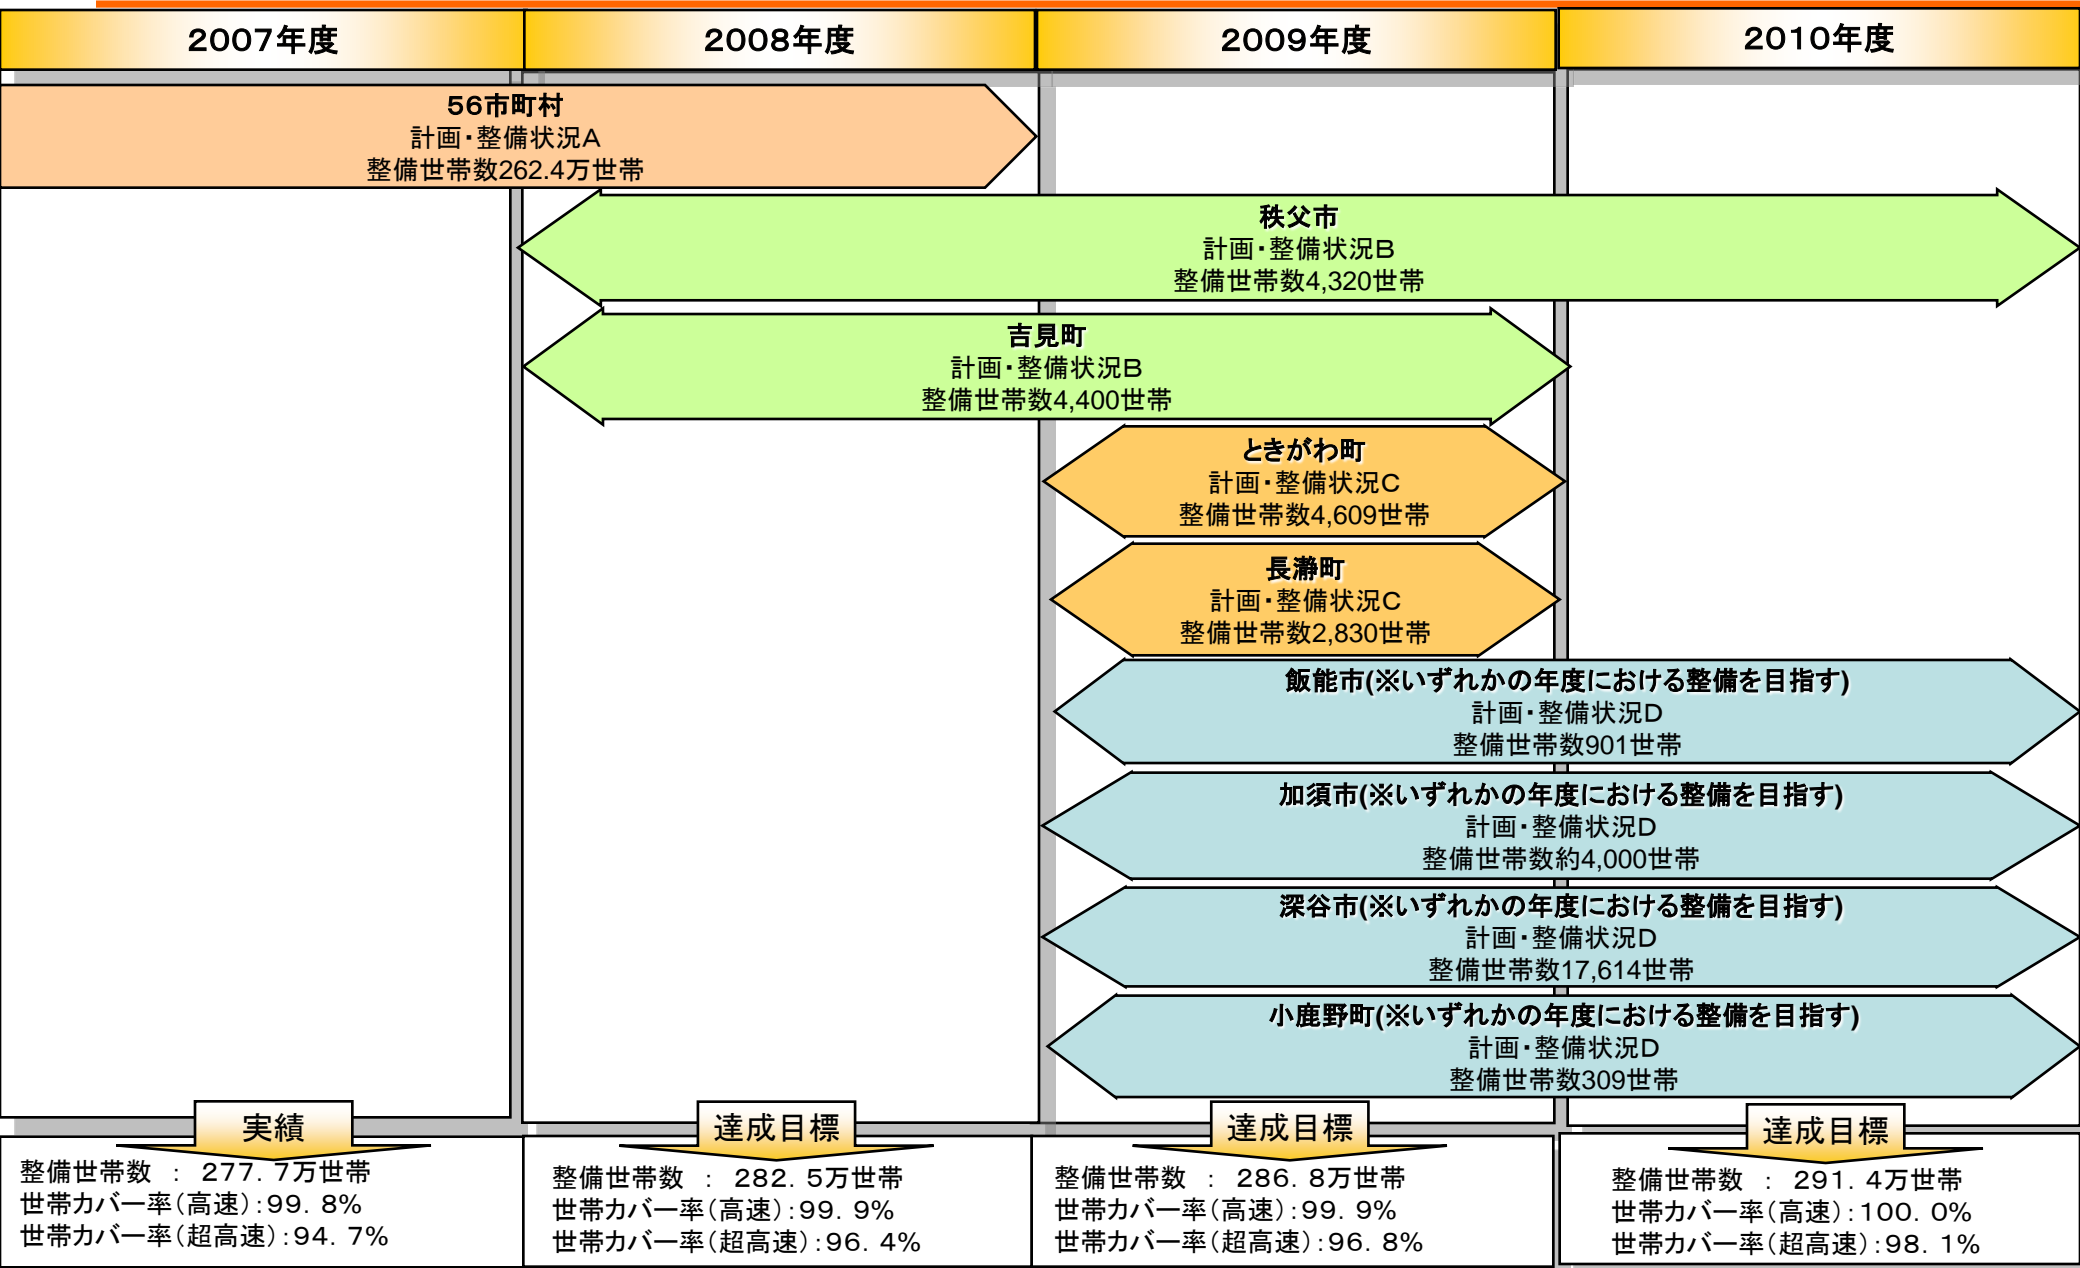 2007年度
2008年度
2009年度
2010年度
56市町村
計画・整備状況A
整備世帯数262.4万世帯
秩父市
計画・整備状況B
整備世帯数4,320世帯
吉見町
計画・整備状況B
整備世帯数4,400世帯
ときがわ町
計画・整備状況C
整備世帯数4,609世帯
長瀞町
計画・整備状況C
整備世帯数2,830世帯
飯能市(※いずれかの年度における整備を目指す)
計画・整備状況D
整備世帯数901世帯
加須市(※いずれかの年度における整備を目指す)
計画・整備状況D
整備世帯数約4,000世帯
深谷市(※いずれかの年度における整備を目指す)
計画・整備状況D
整備世帯数17,614世帯
小鹿野町(※いずれかの年度における整備を目指す)
計画・整備状況D
整備世帯数309世帯
実績
整備世帯数 : 277.7万世帯
世帯カバー率(高速):99.8%
世帯カバー率(超高速):94.7%
達成目標
整備世帯数 : 282.5万世帯
世帯カバー率(高速):99.9%
世帯カバー率(超高速):96.4%
達成目標
整備世帯数 : 286.8万世帯
世帯カバー率(高速):99.9%
世帯カバー率(超高速):96.8%
達成目標
整備世帯数 : 291.4万世帯
世帯カバー率(高速):100.0%
世帯カバー率(超高速):98.1%